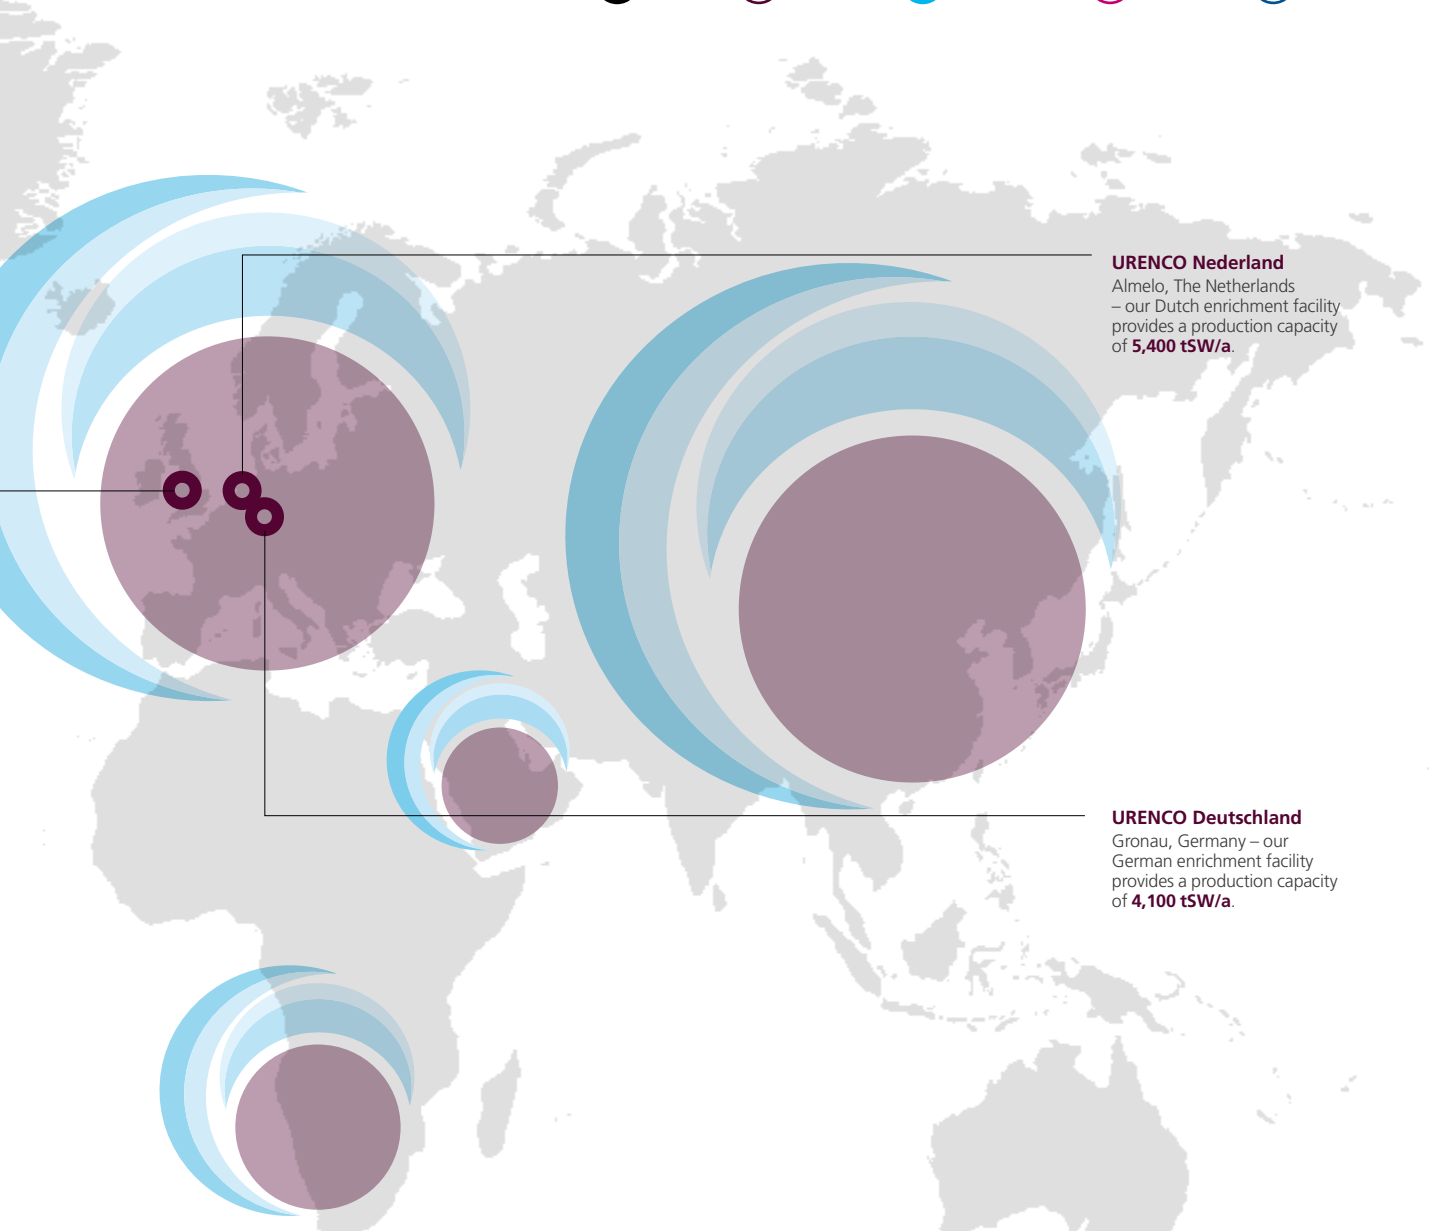 URENCO Nederland
Almelo, The Netherlands
– our Dutch enrichment facility
provides a production capacity
of 5,400 tSW/a.
URENCO Deutschland
Gronau, Germany – our
German enrichment facility
provides a production capacity
of 4,100 tSW/a.